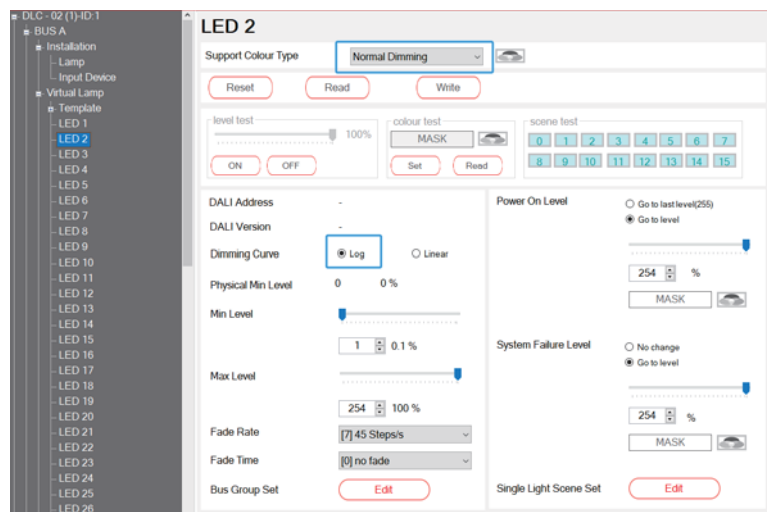 DLC - 02 (1)-ID:1
BUS A
Installation
Lamp
Input Device
Virtual Lamp
Template
LED 1
LED 2
LED 3
LED 4
LED 5
LED 6
LED 7
LED 8
LED 9
LED 10
LED 11
LED 12
LED 13
LED 14
LED 15
LED 16
LED 17
LED 18
LED 19
LED 20
LED 21
LED 22
LED 23
LED 24
LED 25
LED 26
LED 2
Support Colour Type Normal Dimming
Reset Read Write
level test
100%
ON OFF
colour test
MASK
Set Read
scene test
0 1 2 3 4 5 6 7
8 9 10 11 12 13 14 15
DALI Address -
DALI Version -
Dimming Curve Log Linear
Physical Min Level 0 0 %
Min Level
1 0.1 %
Max Level
254 100 %
Fade Rate [7] 45 Steps/s
Fade Time [0] no fade
Bus Group Set Edit
Power On Level Go to last level(255)
Go to level
254 %
MASK
System Failure Level No change
Go to level
254 %
MASK
Single Light Scene Set Edit